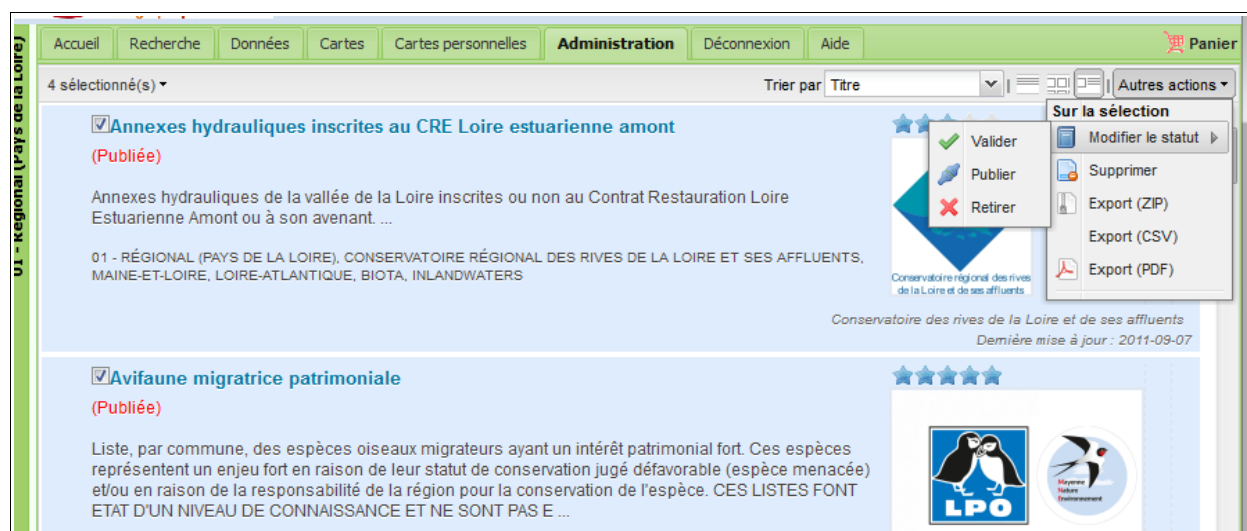 01 - Régional (Pays de la Loire)
Accueil Recherche Données Cartes Cartes personnelles Administration Déconnexion Aide Panier
4 sélectionné(s) Trier par Titre Autres actions
Annexes hydrauliques inscrites au CRE Loire estuarienne amont
(Publiée)
Annexes hydrauliques de la vallée de la Loire inscrites ou non au Contrat Restauration Loire
Estuarienne Amont ou à son avenant. ...
01 - RÉGIONAL (PAYS DE LA LOIRE), CONSERVATOIRE RÉGIONAL DES RIVES DE LA LOIRE ET SES AFFLUENTS,
MAINE-ET-LOIRE, LOIRE-ATLANTIQUE, BIOTA, INLANDWATERS
Valider
Publier
Retirer
Sur la sélection
Modifier le statut
Supprimer
Export (ZIP)
Export (CSV)
Export (PDF)
Conservatoire régional des rives
de la Loire et de ses affluents
Conservatoire des rives de la Loire et de ses affluents
Dernière mise à jour : 2011-09-07
Avifaune migratrice patrimoniale
(Publiée)
Liste, par commune, des espèces oiseaux migrateurs ayant un intérêt patrimonial fort. Ces espèces
représentent un enjeu fort en raison de leur statut de conservation jugé défavorable (espèce menacée)
et/ou en raison de la responsabilité de la région pour la conservation de l'espèce. CES LISTES FONT
ETAT D'UN NIVEAU DE CONNAISSANCE ET NE SONT PAS E ...
LPO
Mayenne
Nature
Environnement